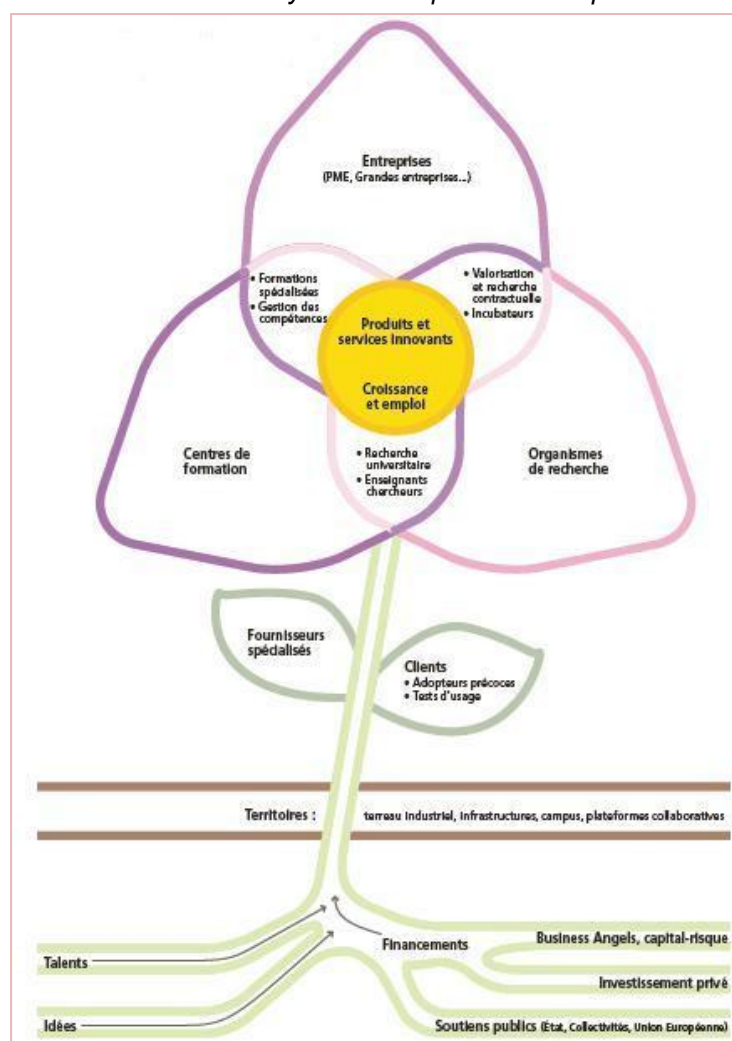 Entreprises
(PME, Grandes entreprises...)
• Formations
spécialisées
• Gestion des
compétences
• Valorisation
et recherche
contractuelle
• Incubateurs
Produits et
services innovants
Croissance
et emploi
Centres de
formation
• Recherche
universitaire
• Enseignants
chercheurs
Organismes
de recherche
Fournisseurs
spécialisés
Clients
• Adopteurs précoces
• Tests d'usage
Territoires : terreau industriel, infrastructures, campus, plateformes collaboratives
Talents
Idées
Financements
Business Angels, capital-risque
Investissement privé
Soutiens publics (État, Collectivités, Union Européenne)